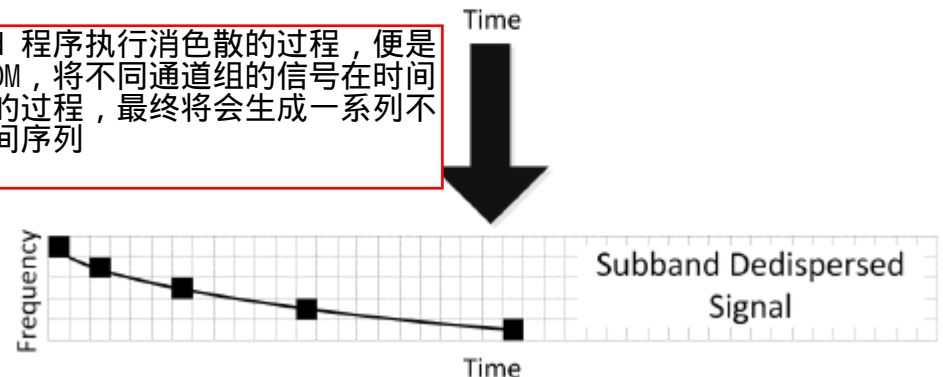 Time
程序执行消色散的过程，便是
DM，将不同通道组的信号在时间
的过程，最终将会生成一系列不
间序列
Frequency
Subband Dedispersed
Signal
Time